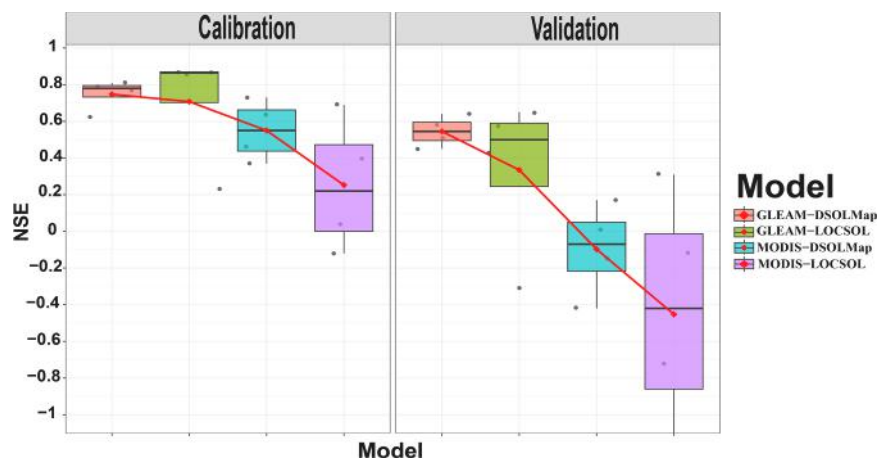 Calibration
Validation
1
0.8
0.6
0.4
0.2
0
−0.2
−0.4
−0.6
−0.8
−1
NSE
Model
Model
GLEAM−DSOLMap
GLEAM−LOCSOL
MODIS−DSOLMap
MODIS−LOCSOL